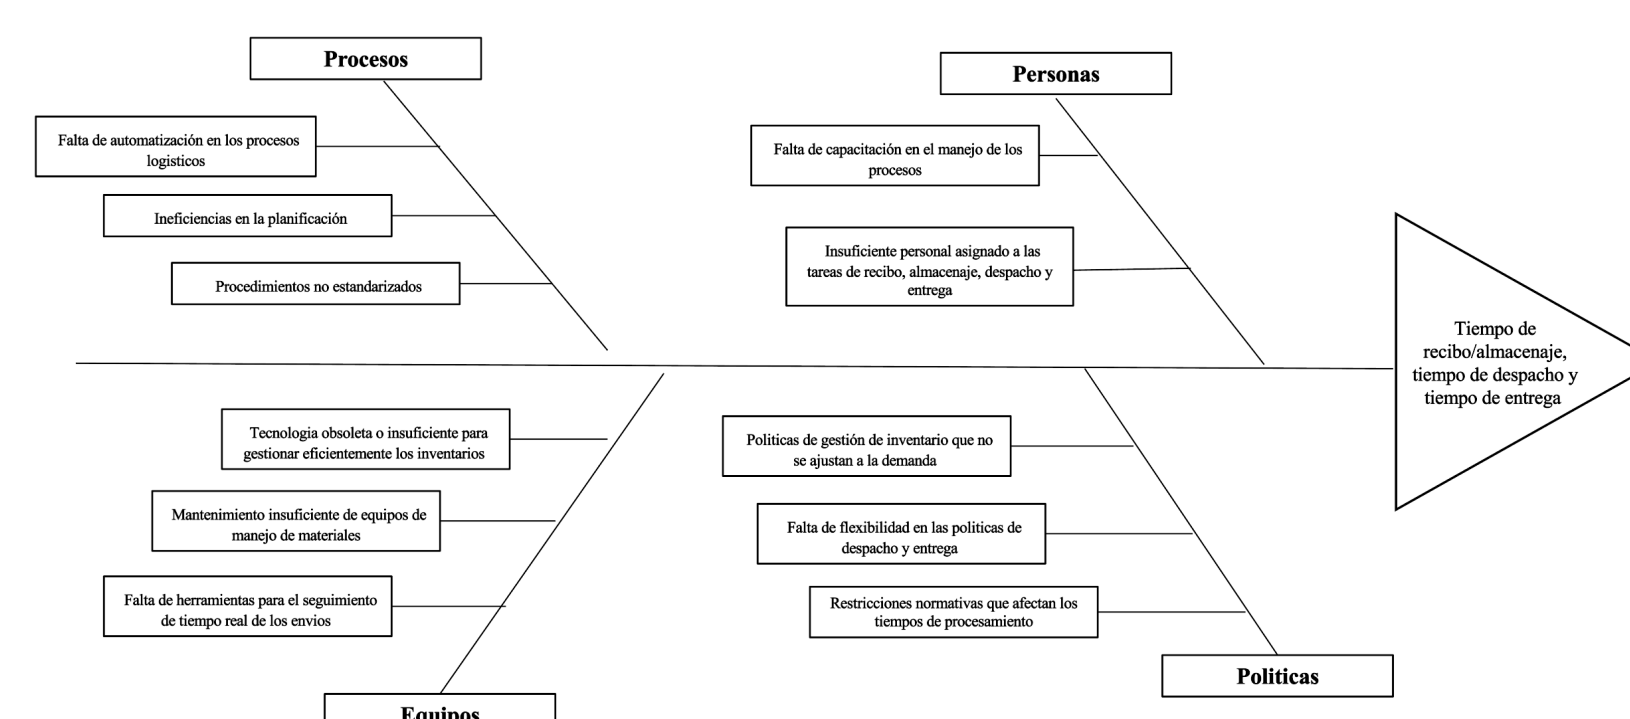 Procesos
Falta de automatización en los procesos
logisticos
Ineficiencias en la planificación
Procedimientos no estandarizados
Personas
Falta de capacitación en el manejo de los
procesos
Insuficiente personal asignado a las
tareas de recibo, almacenaje, despacho y
entrega
Tiempo de
recibo/almacenaje,
tiempo de despacho y
tiempo de entrega
Tecnologia obsoleta o insuficiente para
gestionar eficientemente los inventarios
Mantenimiento insuficiente de equipos de
manejo de materiales
Falta de herramientas para el seguimiento
de tiempo real de los envios
Equipos
Politicas de gestión de inventario que no
se ajustan a la demanda
Falta de flexibilidad en las politicas de
despacho y entrega
Restricciones normativas que afectan los
tiempos de procesamiento
Politicas